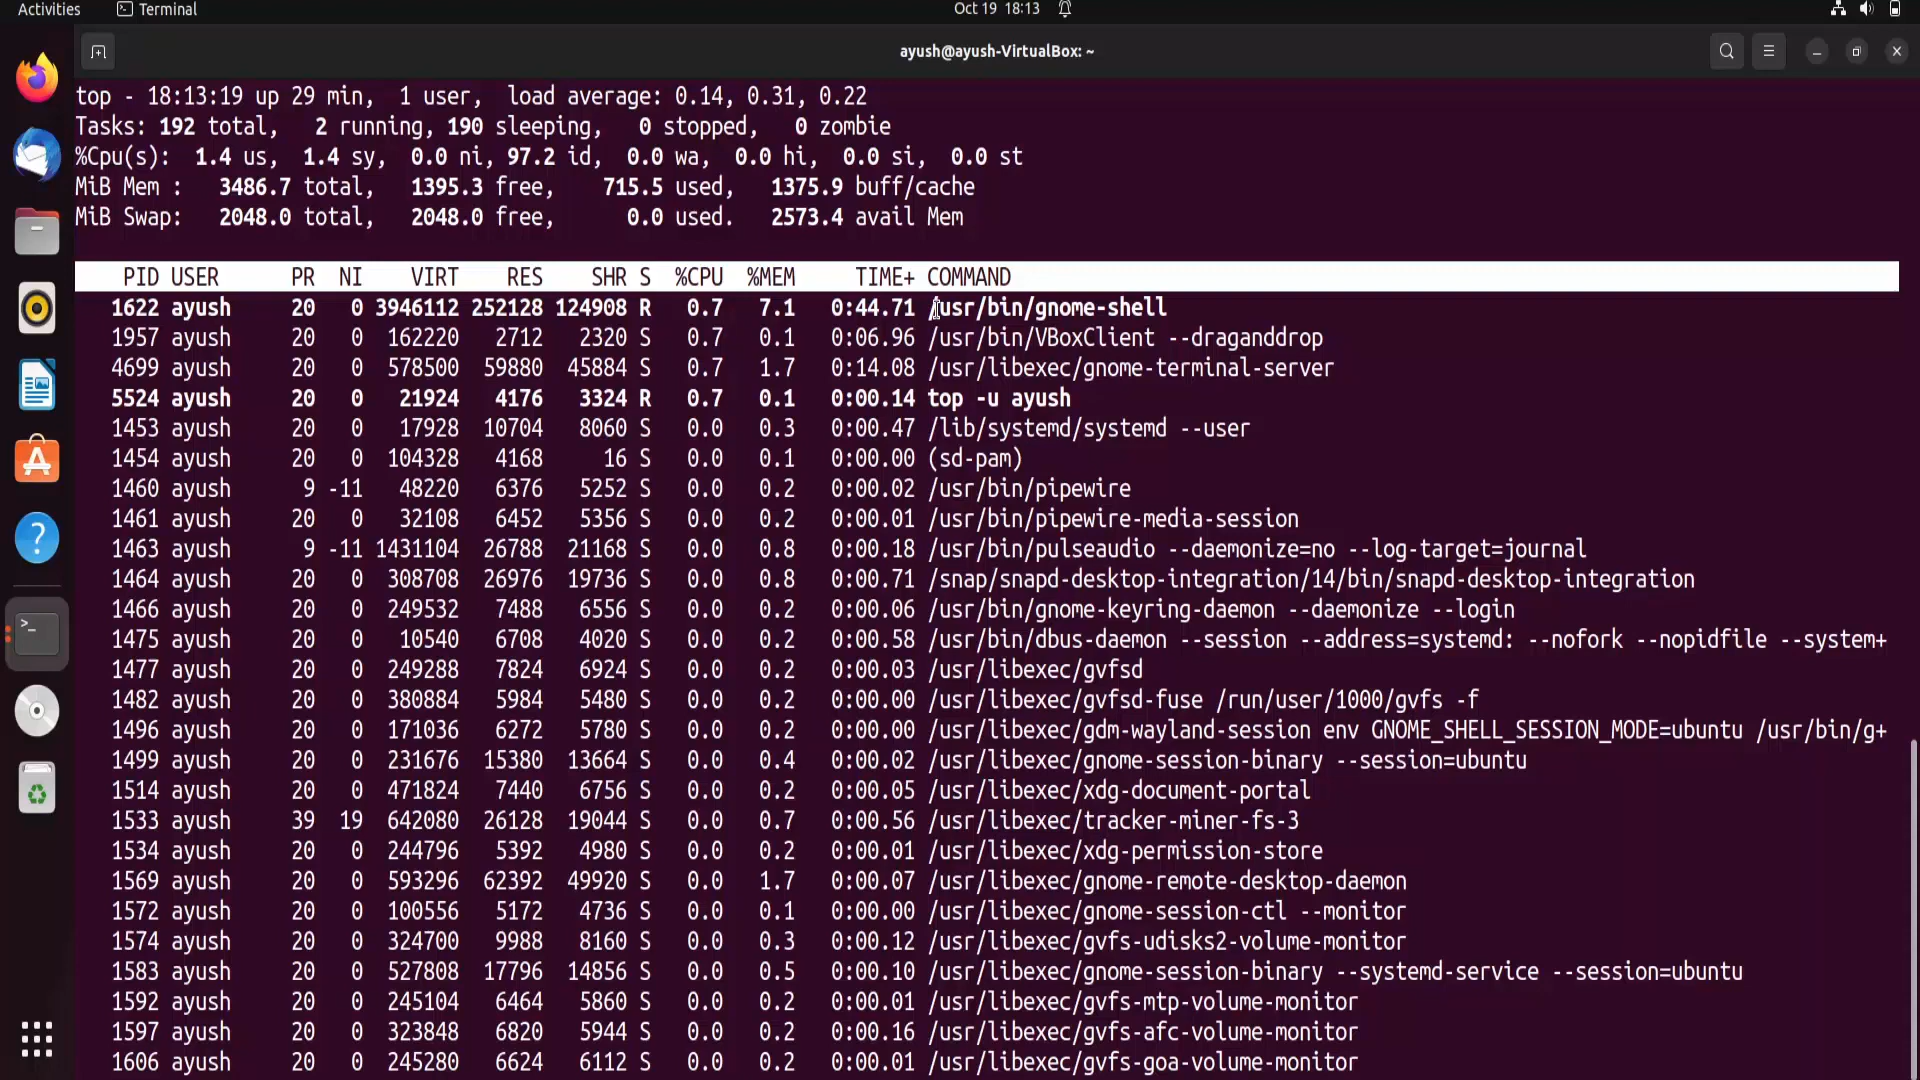 Activities Terminal Oct 19 18:13
ayush@ayush-VirtualBox: ~
top - 18:13:19 up 29 min, 1 user, load average: 0.14, 0.31, 0.22
Tasks: 192 total, 2 running, 190 sleeping, 0 stopped, 0 zombie
%Cpu(s): 1.4 us, 1.4 sy, 0.0 ni, 97.2 id, 0.0 wa, 0.0 hi, 0.0 si, 0.0 st
MiB Mem : 3486.7 total, 1395.3 free, 715.5 used, 1375.9 buff/cache
MiB Swap: 2048.0 total, 2048.0 free, 0.0 used. 2573.4 avail Mem
PID USER PR NI VIRT RES SHR S %CPU %MEM TIME+ COMMAND
1622 ayush 20 0 3946112 252128 124908 R 0.7 7.1 0:44.71 /usr/bin/gnome-shell
1957 ayush 20 0 162220 2712 2320 S 0.7 0.1 0:06.96 /usr/bin/VBoxClient --draganddrop
4699 ayush 20 0 578500 59880 45884 S 0.7 1.7 0:14.08 /usr/libexec/gnome-terminal-server
5524 ayush 20 0 21924 4176 3324 R 0.7 0.1 0:00.14 top -u ayush
1453 ayush 20 0 17928 10704 8060 S 0.0 0.3 0:00.47 /lib/systemd/systemd --user
1454 ayush 20 0 104328 4168 16 S 0.0 0.1 0:00.00 (sd-pam)
1460 ayush 9 -11 48220 6376 5252 S 0.0 0.2 0:00.02 /usr/bin/pipewire
1461 ayush 20 0 32108 6452 5356 S 0.0 0.2 0:00.01 /usr/bin/pipewire-media-session
1463 ayush 9 -11 1431104 26788 21168 S 0.0 0.8 0:00.18 /usr/bin/pulseaudio --daemonize=no --log-target=journal
1464 ayush 20 0 308708 26976 19736 S 0.0 0.8 0:00.71 /snap/snapd-desktop-integration/14/bin/snapd-desktop-integration
1466 ayush 20 0 249532 7488 6556 S 0.0 0.2 0:00.06 /usr/bin/gnome-keyring-daemon --daemonize --login
1475 ayush 20 0 10540 6708 4020 S 0.0 0.2 0:00.58 /usr/bin/dbus-daemon --session --address=systemd: --nofork --nopidfile --system+
1477 ayush 20 0 249288 7824 6924 S 0.0 0.2 0:00.03 /usr/libexec/gvfsd
1482 ayush 20 0 380884 5984 5480 S 0.0 0.2 0:00.00 /usr/libexec/gvfsd-fuse /run/user/1000/gvfs -f
1496 ayush 20 0 171036 6272 5780 S 0.0 0.2 0:00.00 /usr/libexec/gdm-wayland-session env GNOME_SHELL_SESSION_MODE=ubuntu /usr/bin/g+
1499 ayush 20 0 231676 15380 13664 S 0.0 0.4 0:00.02 /usr/libexec/gnome-session-binary --session=ubuntu
1514 ayush 20 0 471824 7440 6756 S 0.0 0.2 0:00.05 /usr/libexec/xdg-document-portal
1533 ayush 39 19 642080 26128 19044 S 0.0 0.7 0:00.56 /usr/libexec/tracker-miner-fs-3
1534 ayush 20 0 244796 5392 4980 S 0.0 0.2 0:00.01 /usr/libexec/xdg-permission-store
1569 ayush 20 0 593296 62392 49920 S 0.0 1.7 0:00.07 /usr/libexec/gnome-remote-desktop-daemon
1572 ayush 20 0 100556 5172 4736 S 0.0 0.1 0:00.00 /usr/libexec/gnome-session-ctl --monitor
1574 ayush 20 0 324700 9988 8160 S 0.0 0.3 0:00.12 /usr/libexec/gvfs-udisks2-volume-monitor
1583 ayush 20 0 527808 17796 14856 S 0.0 0.5 0:00.10 /usr/libexec/gnome-session-binary --systemd-service --session=ubuntu
1592 ayush 20 0 245104 6464 5860 S 0.0 0.2 0:00.01 /usr/libexec/gvfs-mtp-volume-monitor
1597 ayush 20 0 323848 6820 5944 S 0.0 0.2 0:00.16 /usr/libexec/gvfs-afc-volume-monitor
1606 ayush 20 0 245280 6624 6112 S 0.0 0.2 0:00.01 /usr/libexec/gvfs-goa-volume-monitor